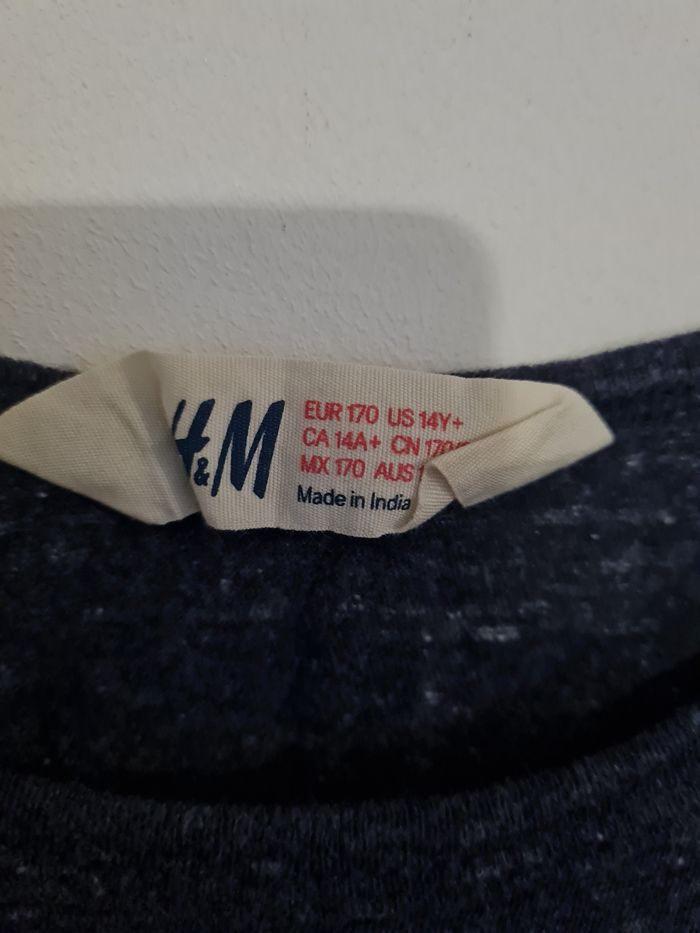 H&M
EUR 170 US 14Y+
CA 14A+ CN 170/
MX 170 AUS
Made in India